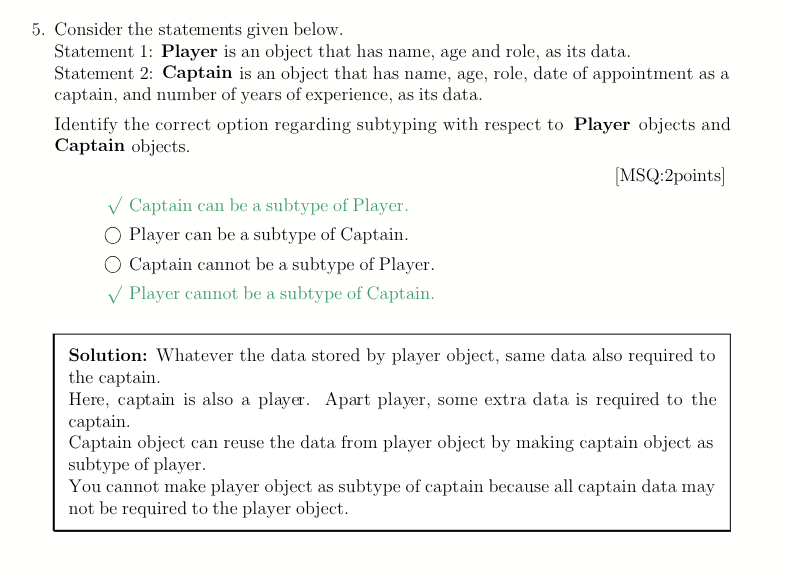 5. Consider the statements given below.
Statement 1: Player is an object that has name, age and role, as its data.
Statement 2: Captain is an object that has name, age, role, date of appointment as a
captain, and number of years of experience, as its data.
Identify the correct option regarding subtyping with respect to Player objects and
Captain objects.
[MSQ:2points]
√ Captain can be a subtype of Player.
○ Player can be a subtype of Captain.
○ Captain cannot be a subtype of Player.
√ Player cannot be a subtype of Captain.
Solution: Whatever the data stored by player object, same data also required to
the captain.
Here, captain is also a player. Apart player, some extra data is required to the
captain.
Captain object can reuse the data from player object by making captain object as
subtype of player.
You cannot make player object as subtype of captain because all captain data may
not be required to the player object.